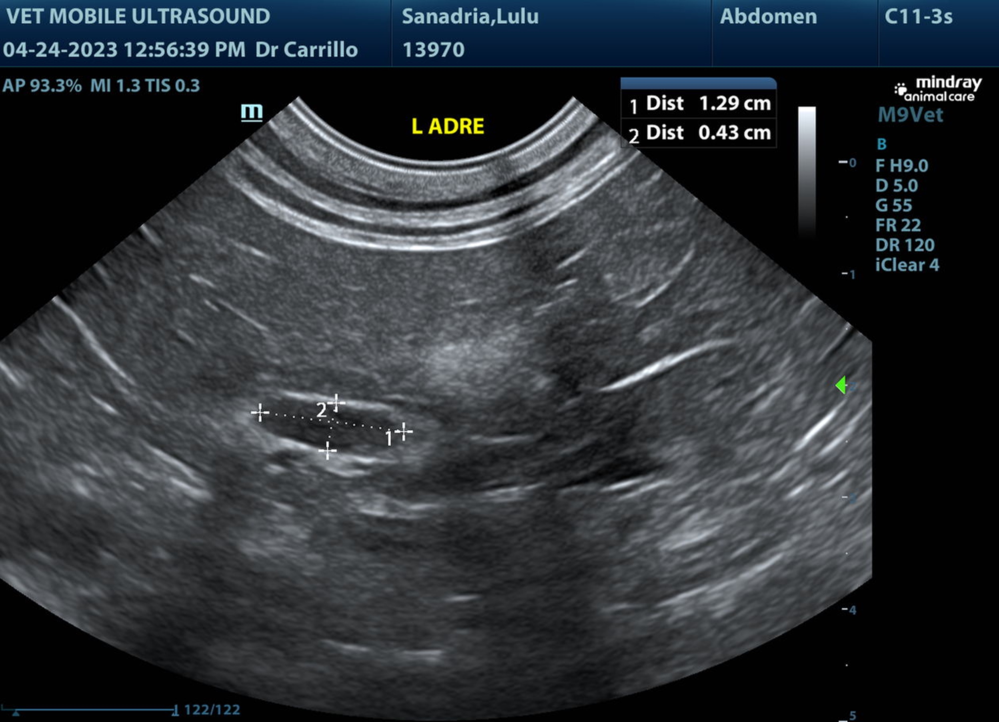 VET MOBILE ULTRASOUND
04-24-2023 12:56:39 PM Dr Carrillo
Sanadria,Lulu
13970
Abdomen
C11-3s
AP 93.3% MI 1.3 TIS 0.3
m
L ADRE
1 Dist 1.29 cm
2 Dist 0.43 cm
mindray
animal care
M9Vet
B
F H9.0
D 5.0
G 55
FR 22
DR 120
iClear 4
0
1
2
3
4
5
2
1
122/122